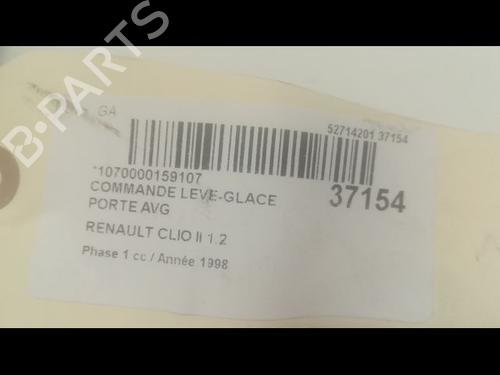 B-PARTS
GA
52714201 37154
*1070000159107
COMMANDE LEVE-GLACE
37154
PORTE AVG
RENAULT CLIO II 1.2
Phase 1 cc / Année 1998